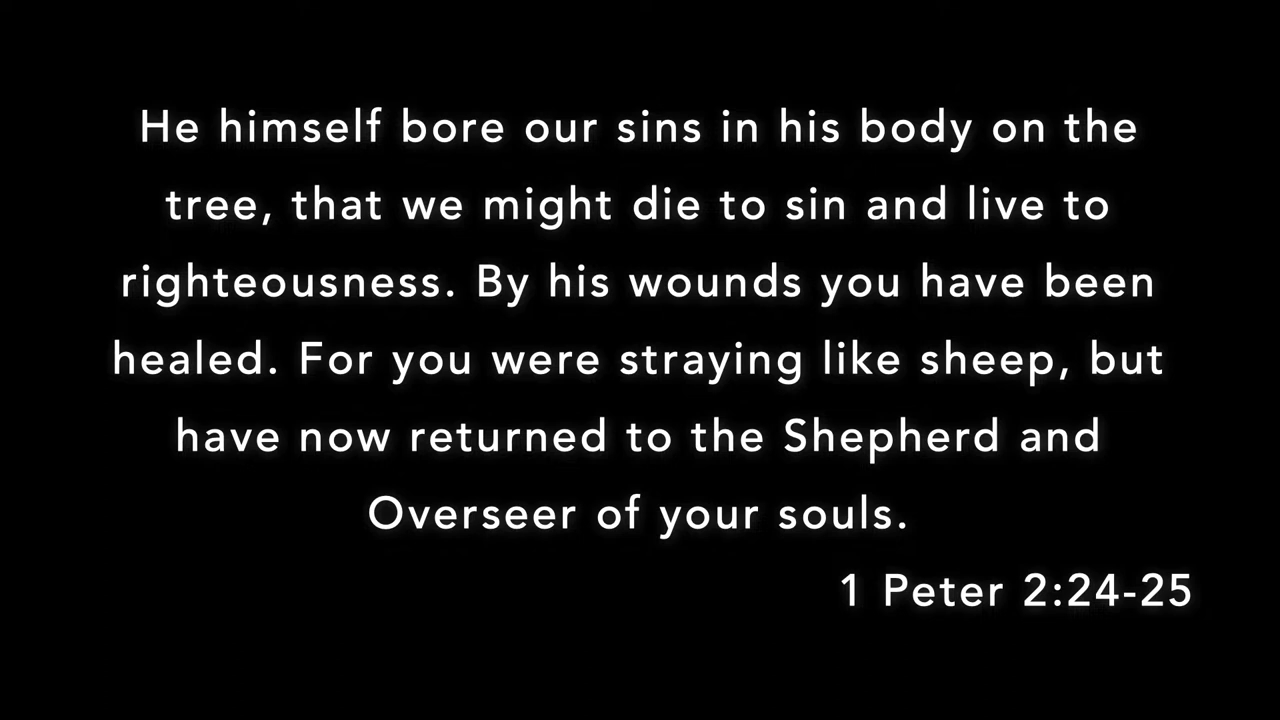 He himself bore our sins in his body on the
tree, that we might die to sin and live to
righteousness. By his wounds you have been
healed. For you were straying like sheep, but
have now returned to the Shepherd and
Overseer of your souls.
1 Peter 2:24-25